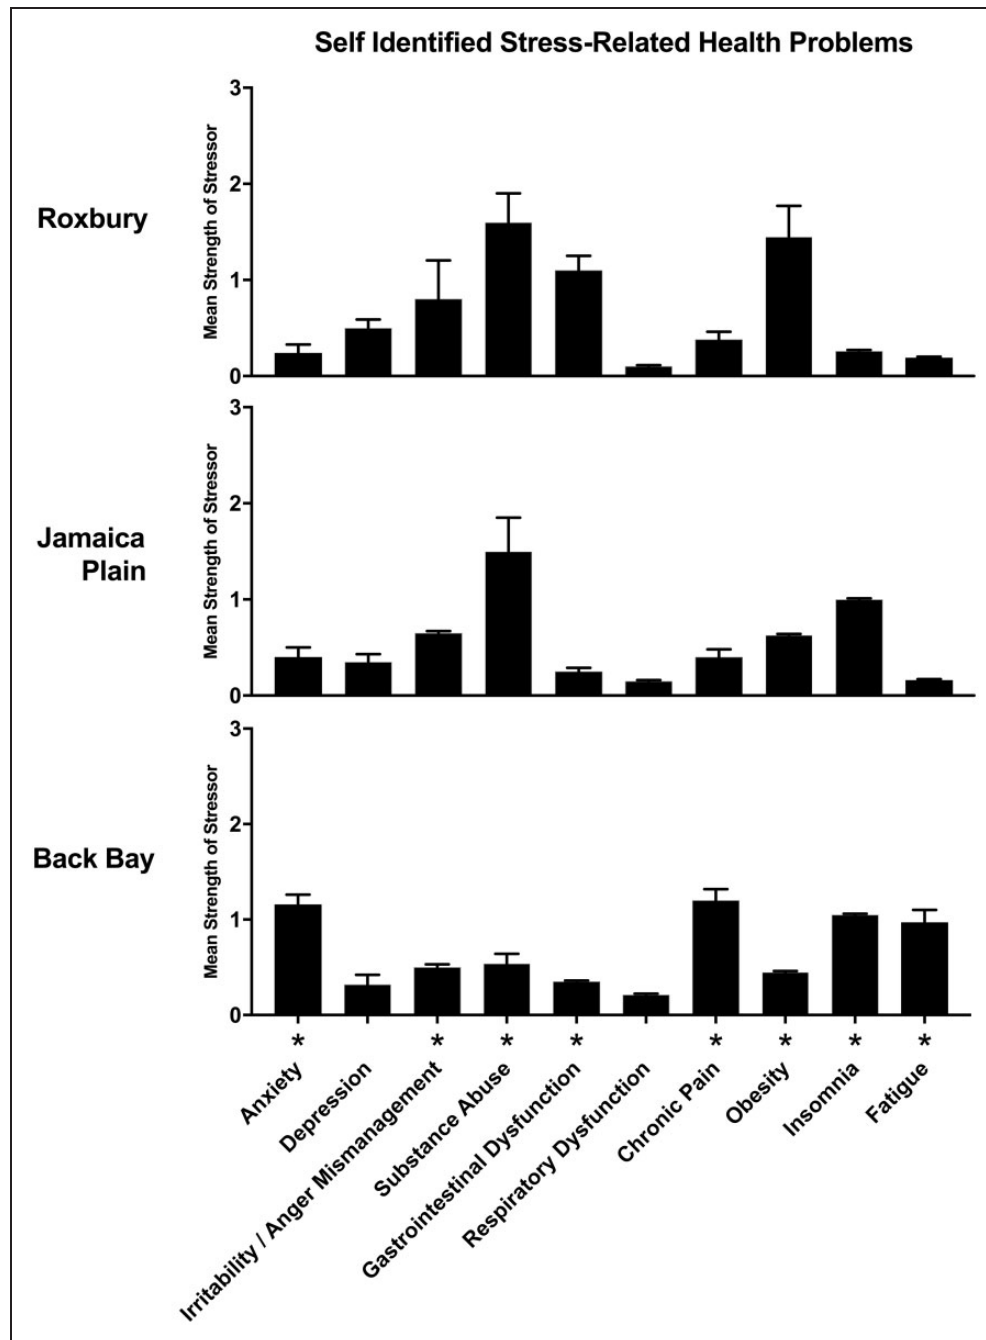 Self Identified Stress-Related Health Problems
Roxbury
Mean Strength of Stressor
3
2
1
0
Jamaica
Plain
Mean Strength of Stressor
3
2
1
0
Back Bay
Mean Strength of Stressor
3
2
1
0
* * * * * * * *
Anxiety
Depression
Irritability / Anger Mismanagement
Substance Abuse
Gastrointestinal Dysfunction
Respiratory Dysfunction
Chronic Pain
Obesity
Insomnia
Fatigue